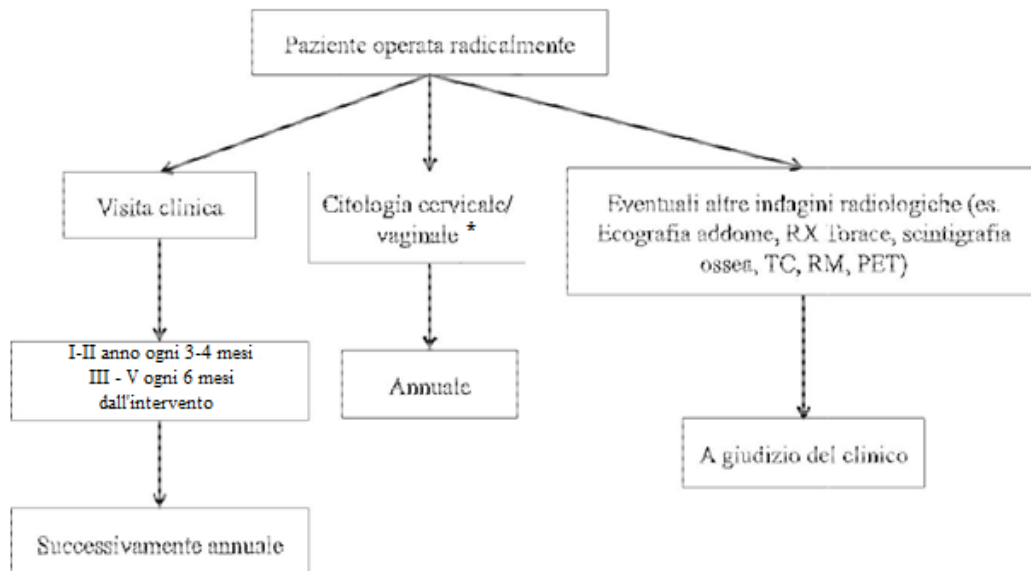 Paziente operata radicalmente
Visita clinica
Citologia cervicale/
vaginale *
Eventuali altre indagini radiologiche (es.
Ecografia addome, RX Torace, scintigrafia
ossea, TC, RM, PET)
I-II anno ogni 3-4 mesi
III - V ogni 6 mesi
dall'intervento
Annuale
A giudizio del clinico
Successivamente annuale